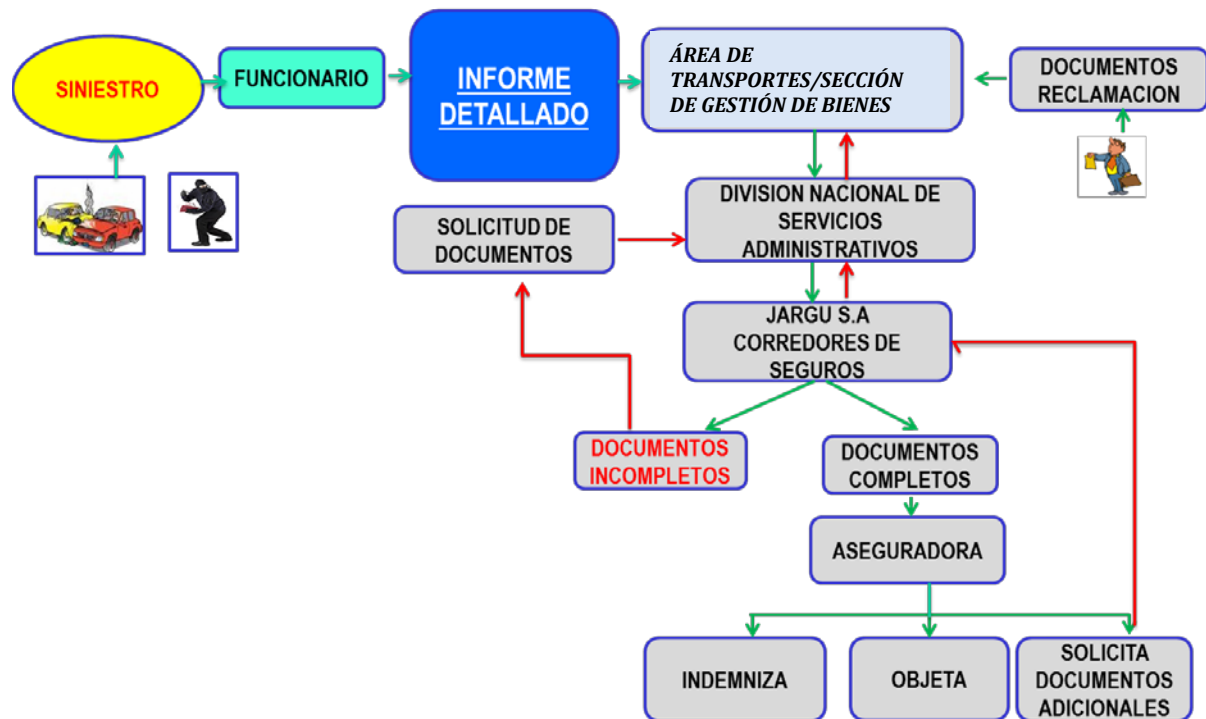 SINIESTRO
FUNCIONARIO
INFORME
DETALLADO
ÁREA DE
TRANSPORTES/SECCIÓN
DE GESTIÓN DE BIENES
DOCUMENTOS
RECLAMACION
SOLICITUD DE
DOCUMENTOS
DIVISION NACIONAL DE
SERVICIOS
ADMINISTRATIVOS
JARGU S.A
CORREDORES DE
SEGUROS
DOCUMENTOS
INCOMPLETOS
DOCUMENTOS
COMPLETOS
ASEGURADORA
INDEMNIZA
OBJETA
SOLICITA
DOCUMENTOS
ADICIONALES